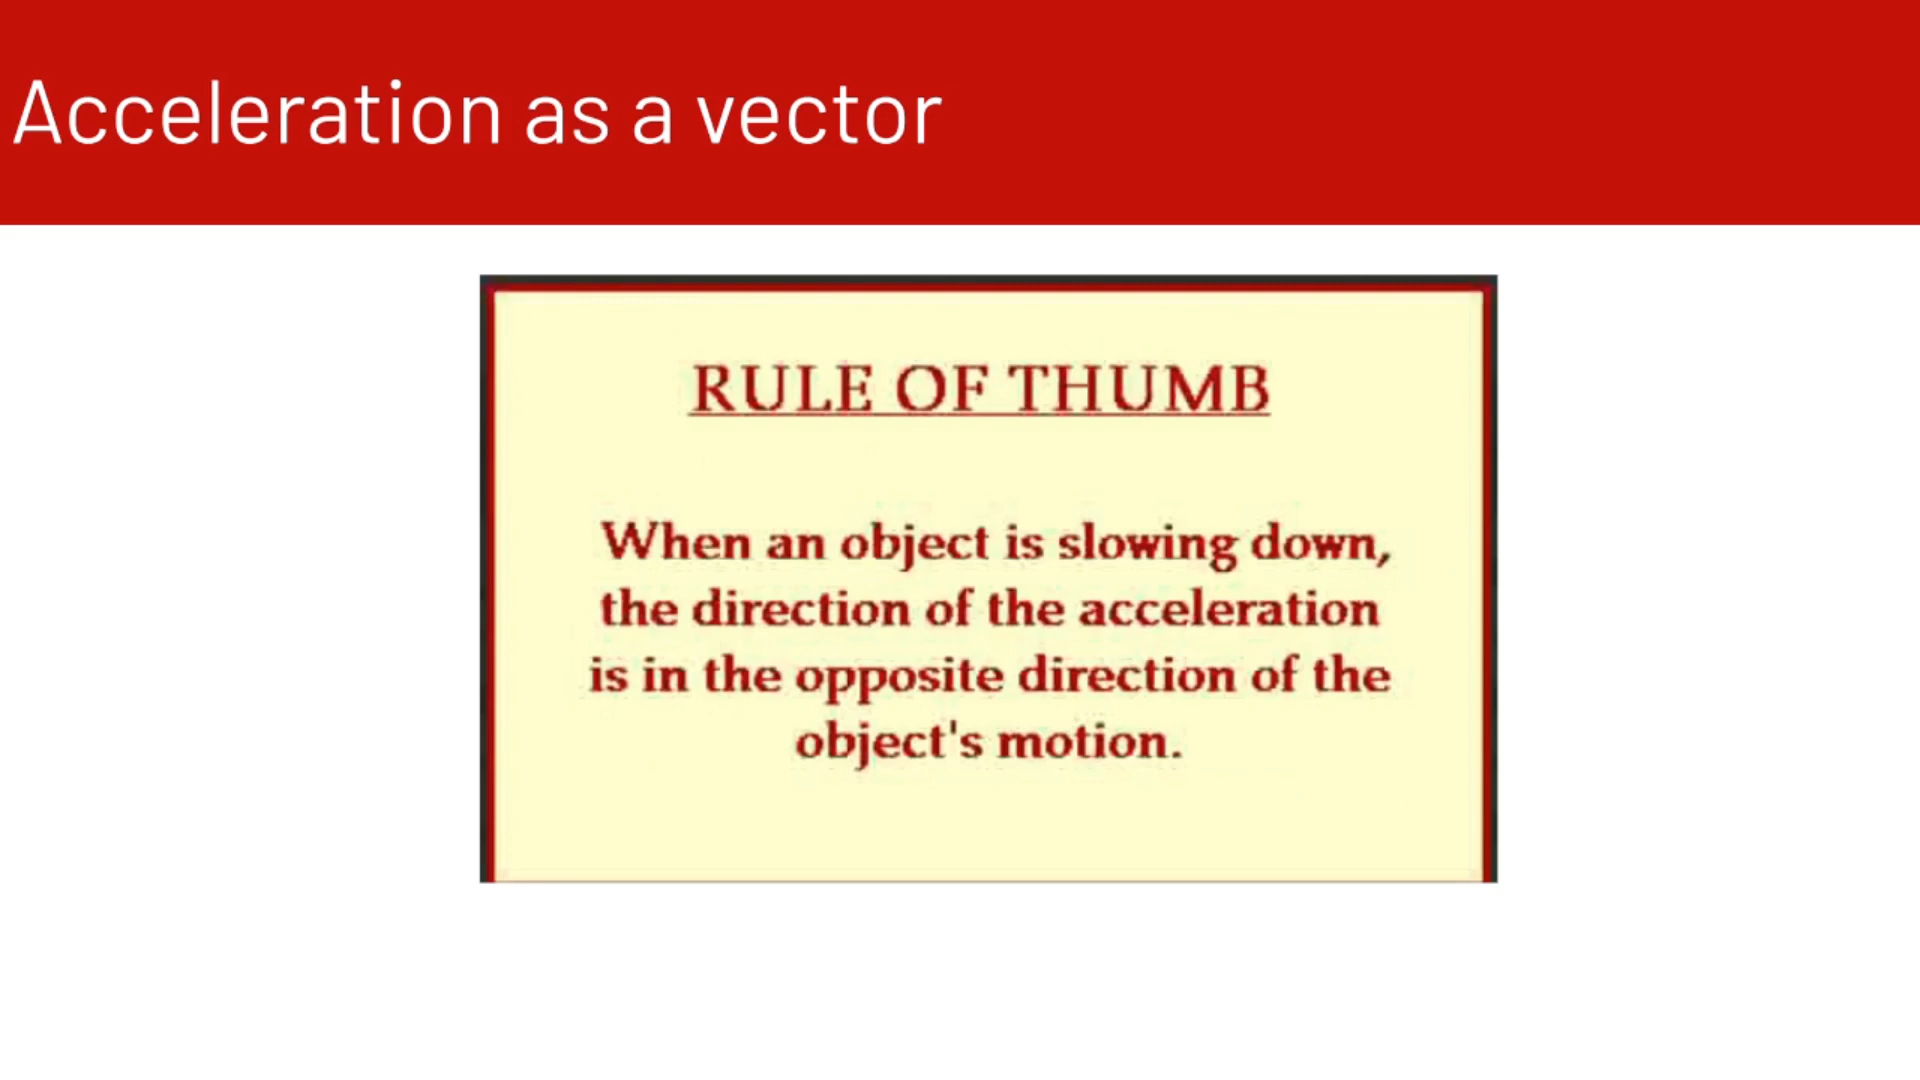 Acceleration as a vector
RULE OF THUMB
When an object is slowing down,
the direction of the acceleration
is in the opposite direction of the
object's motion.